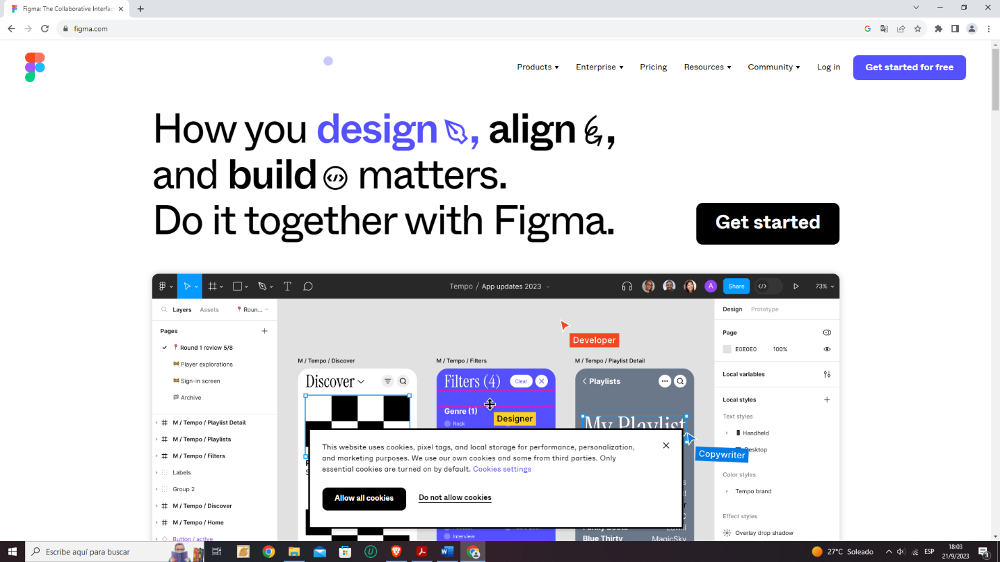 Figma: The Collaborative Interfac
figma.com
Products
Enterprise
Pricing
Resources
Community
Log in
Get started for free
How you design, align,
and build matters.
Do it together with Figma.
Get started
Tempo / App updates 2023
A
Share
73%
Layers
Assets
Roun...
Pages
Round 1 review 5/8
Player explorations
Sign-in screen
Archive
M / Tempo / Playlist Detail
M / Tempo / Playlists
M / Tempo / Filters
Labels
Group 2
M / Tempo / Discover
M / Tempo / Home
Button / active
Developer
M / Tempo / Discover
Discover
M / Tempo / Filters
Filters (4)
Clear
Genre (1)
Rock
Designer
Interview
M / Tempo / Playlist Detail
Playlists
My Playlist
Copywriter
Blue Thirty
MagicSky
Design
Prototype
Page
E0E0E0
100%
Local variables
Local styles
Text styles
Handheld
Desktop
Color styles
Tempo brand
Effect styles
Overlay drop shadow
This website uses cookies, pixel tags, and local storage for performance, personalization,
and marketing purposes. We use our own cookies and some from third parties. Only
essential cookies are turned on by default. Cookies settings
Allow all cookies
Do not allow cookies
Escribe aquí para buscar
27°C Soleado
ESP
18:03
21/9/2023
3